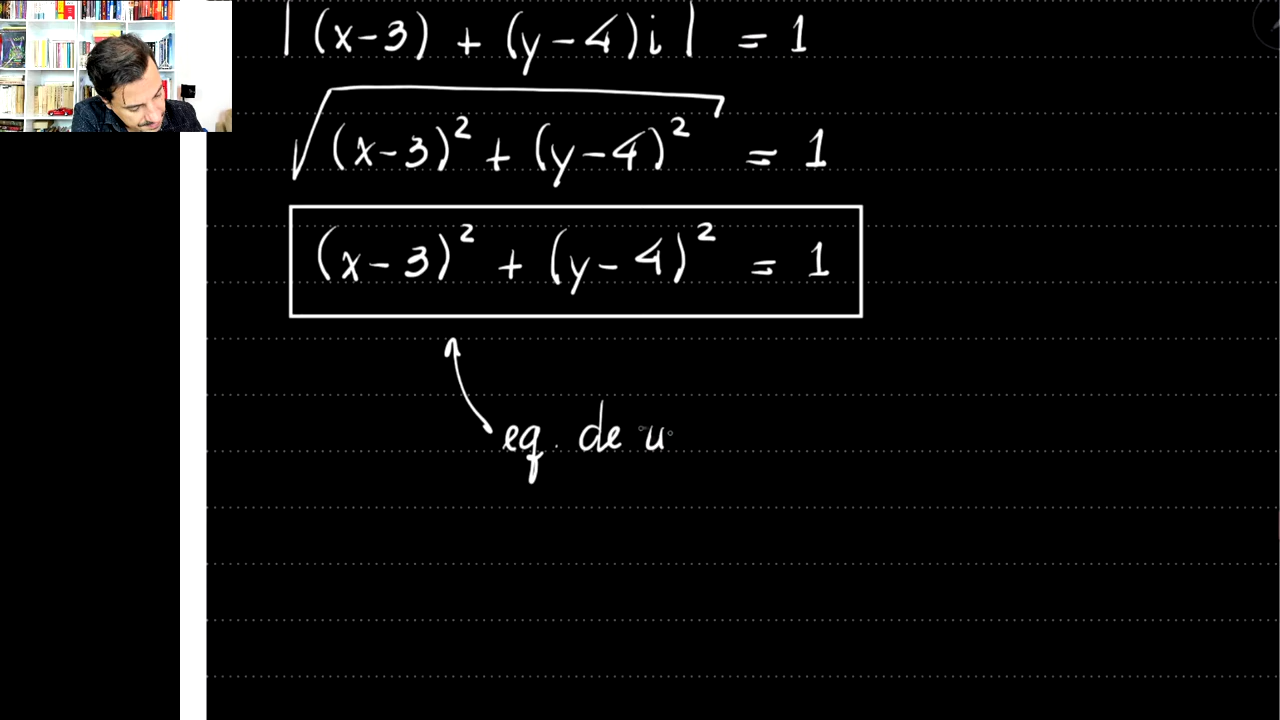 |(x-3) + (y-4)i| = 1
√((x-3)² + (y-4)²) = 1
(x-3)² + (y-4)² = 1
eq. de u